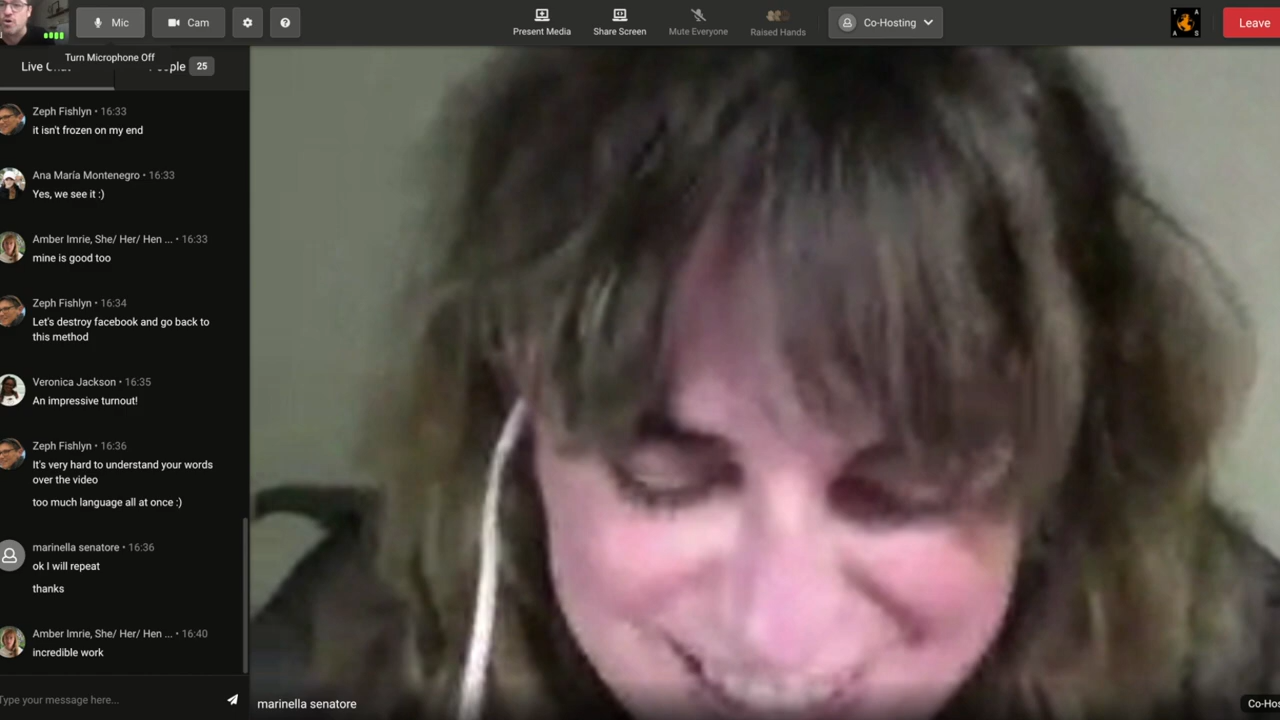 Mic
Cam
Present Media
Share Screen
Mute Everyone
Raised Hands
Co-Hosting
T A
A S
Leave
Turn Microphone Off
Live
ple 25
Zeph Fishlyn • 16:33
it isn't frozen on my end
Ana María Montenegro • 16:33
Yes, we see it :)
Amber Imrie, She/ Her/ Hen ... • 16:33
mine is good too
Zeph Fishlyn • 16:34
Let's destroy facebook and go back to
this method
Veronica Jackson • 16:35
An impressive turnout!
Zeph Fishlyn • 16:36
It's very hard to understand your words
over the video
too much language all at once :)
marinella senatore • 16:36
ok I will repeat
thanks
Amber Imrie, She/ Her/ Hen ... • 16:40
incredible work
Type your message here...
marinella senatore
Co-Hos